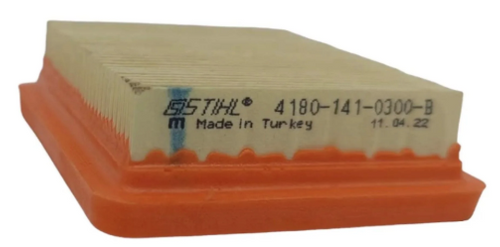 STIHL® 4180-141-0300-B
m Made in Turkey 11.04.22